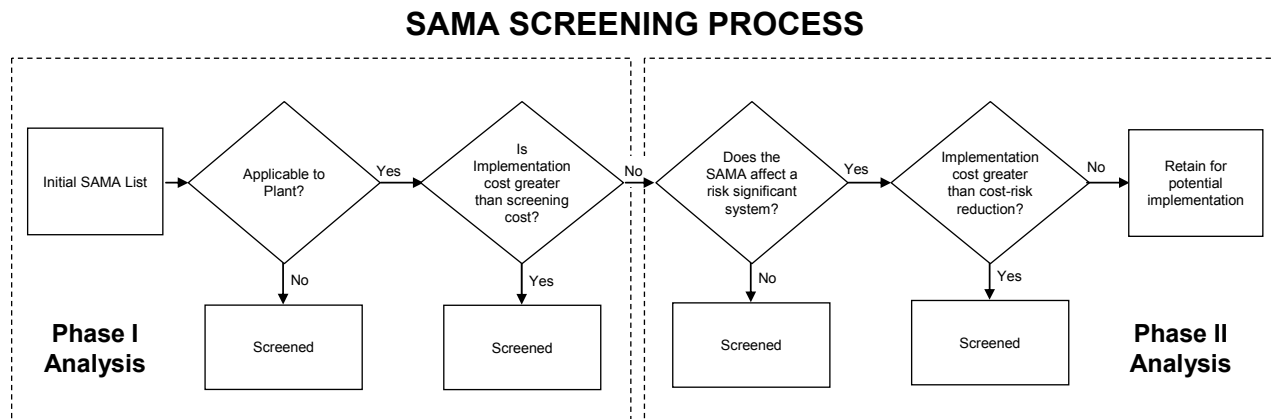 SAMA SCREENING PROCESS
Initial SAMA List
Applicable to
Plant?
Yes
No
Screened
Is
Implementation
cost greater
than screening
cost?
No
Yes
Screened
Phase I
Analysis
Does the
SAMA affect a
risk significant
system?
Yes
No
Screened
Implementation
cost greater
than cost-risk
reduction?
No
Yes
Screened
Retain for
potential
implementation
Phase II
Analysis